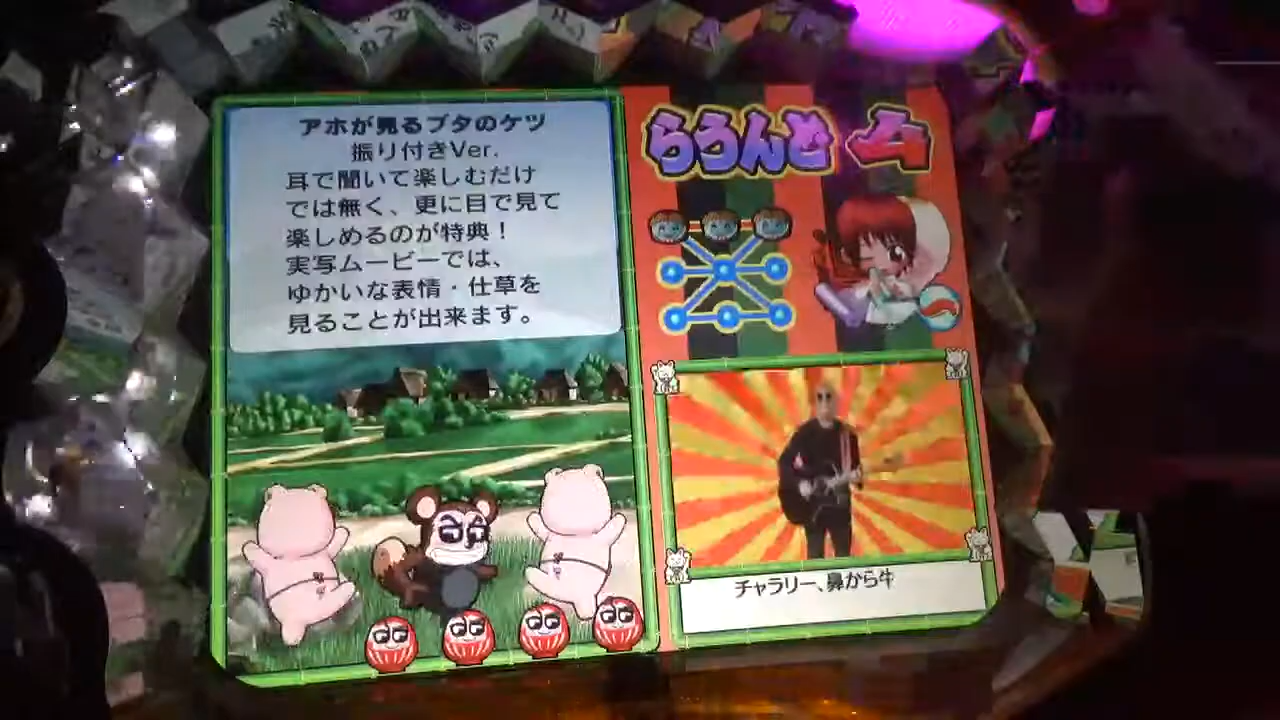 アホが見るブタのケツ
振り付きVer.
耳で聞いて楽しむだけ
では無く、更に目で見て
楽しめるのが特典！
実写ムービーでは、
ゆかいな表情・仕草を
見ることが出来ます。
らうんど ム
チャラリー、鼻から牛